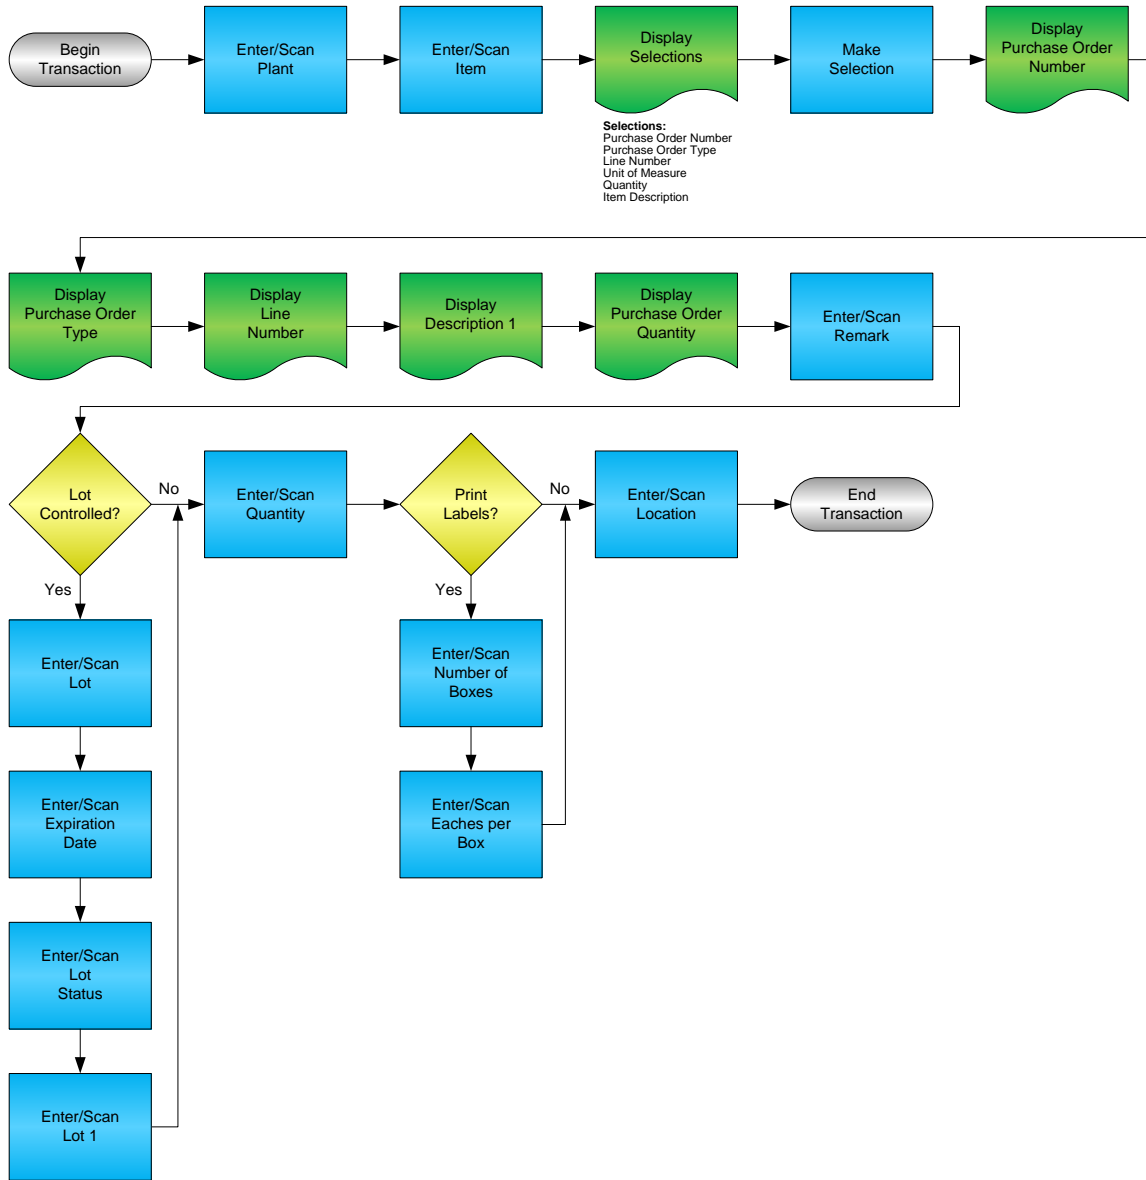 Begin
Transaction
Enter/Scan
Plant
Enter/Scan
Item
Display
Selections
Make
Selection
Display
Purchase Order
Number
Selections:
Purchase Order Number
Purchase Order Type
Line Number
Unit of Measure
Quantity
Item Description
Display
Purchase Order
Type
Display
Line
Number
Display
Description 1
Display
Purchase Order
Quantity
Enter/Scan
Remark
Lot
Controlled?
No
Enter/Scan
Quantity
Print
Labels?
No
Enter/Scan
Location
End
Transaction
Yes
Enter/Scan
Lot
Enter/Scan
Expiration
Date
Enter/Scan
Lot
Status
Enter/Scan
Lot 1
Yes
Enter/Scan
Number of
Boxes
Enter/Scan
Eaches per
Box